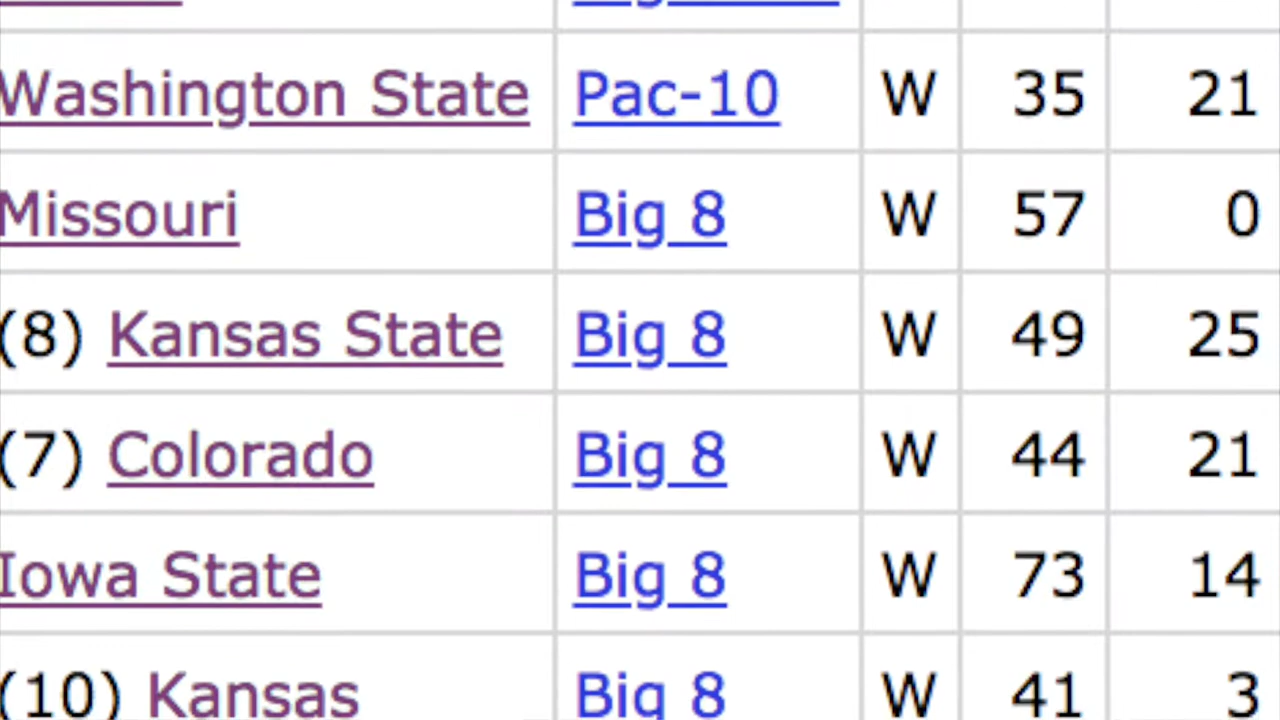 Washington State Pac-10 W 35 21
Missouri Big 8 W 57 0
(8) Kansas State Big 8 W 49 25
(7) Colorado Big 8 W 44 21
Iowa State Big 8 W 73 14
(10) Kansas Big 8 W 41 3